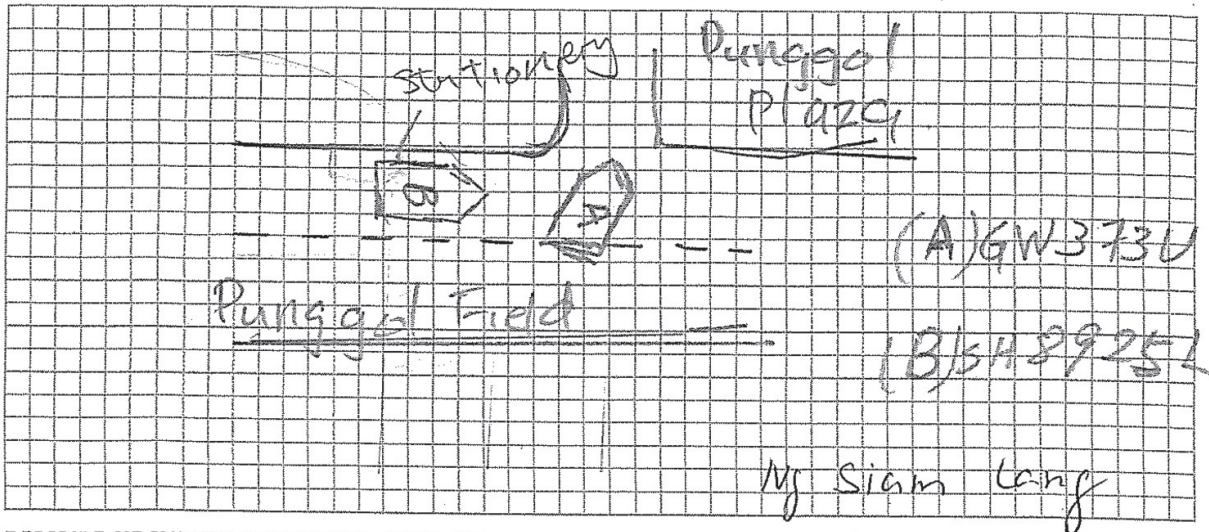 stationery
Punggol
Plaza
B
A
(A) GW373U
Punggol Field
(B) SH8925L
Ng Siam Lang